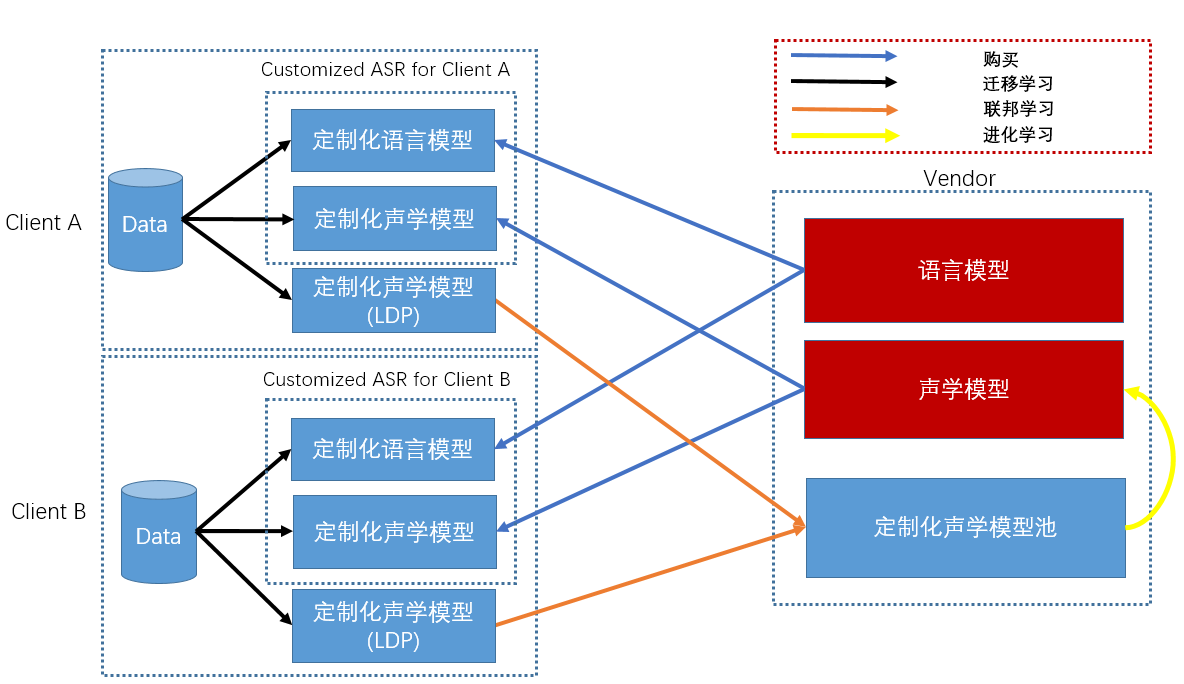 Customized ASR for Client A
定制化语言模型
定制化声学模型
定制化声学模型
(LDP)
Data
Client A
Customized ASR for Client B
定制化语言模型
定制化声学模型
定制化声学模型
(LDP)
Data
Client B
购买
迁移学习
联邦学习
进化学习
Vendor
语言模型
声学模型
定制化声学模型池